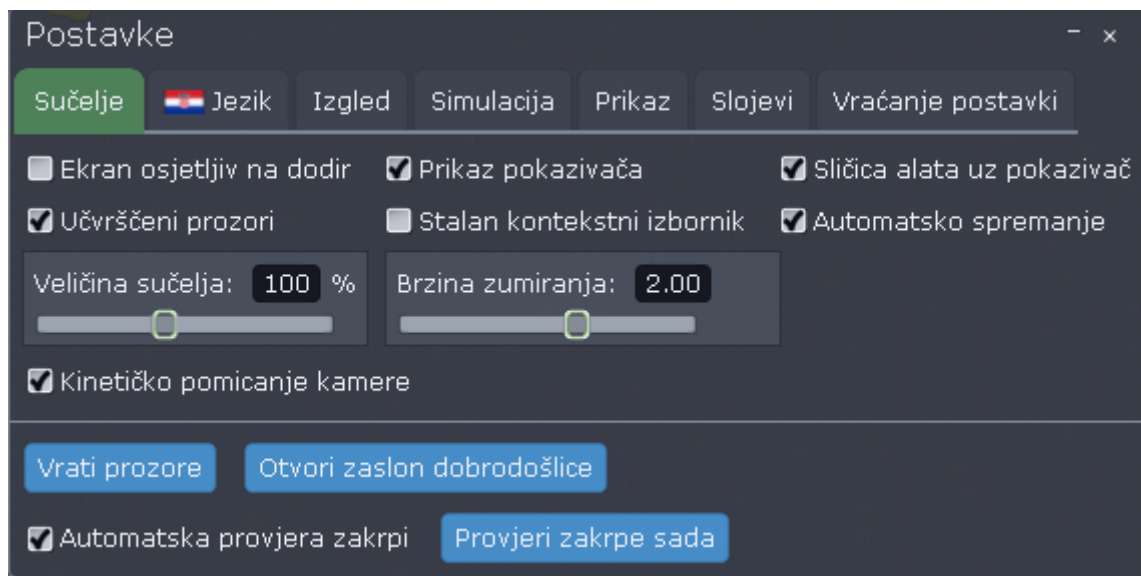 Postavke
Sučelje Jezik Izgled Simulacija Prikaz Slojevi Vraćanje postavki
Ekran osjetljiv na dodir Prikaz pokazivača Sličica alata uz pokazivač
Učvrščeni prozori Stalan kontekstni izbornik Automatsko spremanje
Veličina sučelja: 100 % Brzina zumiranja: 2.00
Kinetičko pomicanje kamere
Vrati prozore Otvori zaslon dobrodošlice
Automatska provjera zakrpi Provjeri zakrpe sada